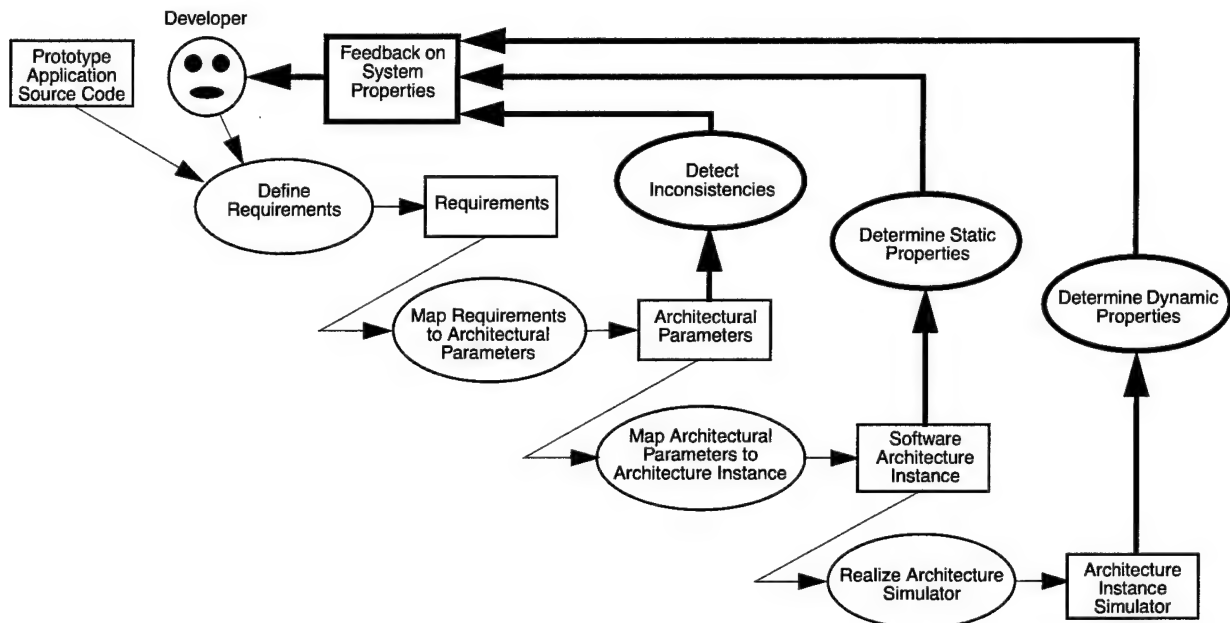 Developer
Prototype
Application
Source Code
Feedback on
System
Properties
Define
Requirements
Requirements
Detect
Inconsistencies
Determine Static
Properties
Determine Dynamic
Properties
Map Requirements
to Architectural
Parameters
Architectural
Parameters
Map Architectural
Parameters to
Architecture Instance
Software
Architecture
Instance
Realize Architecture
Simulator
Architecture
Instance
Simulator